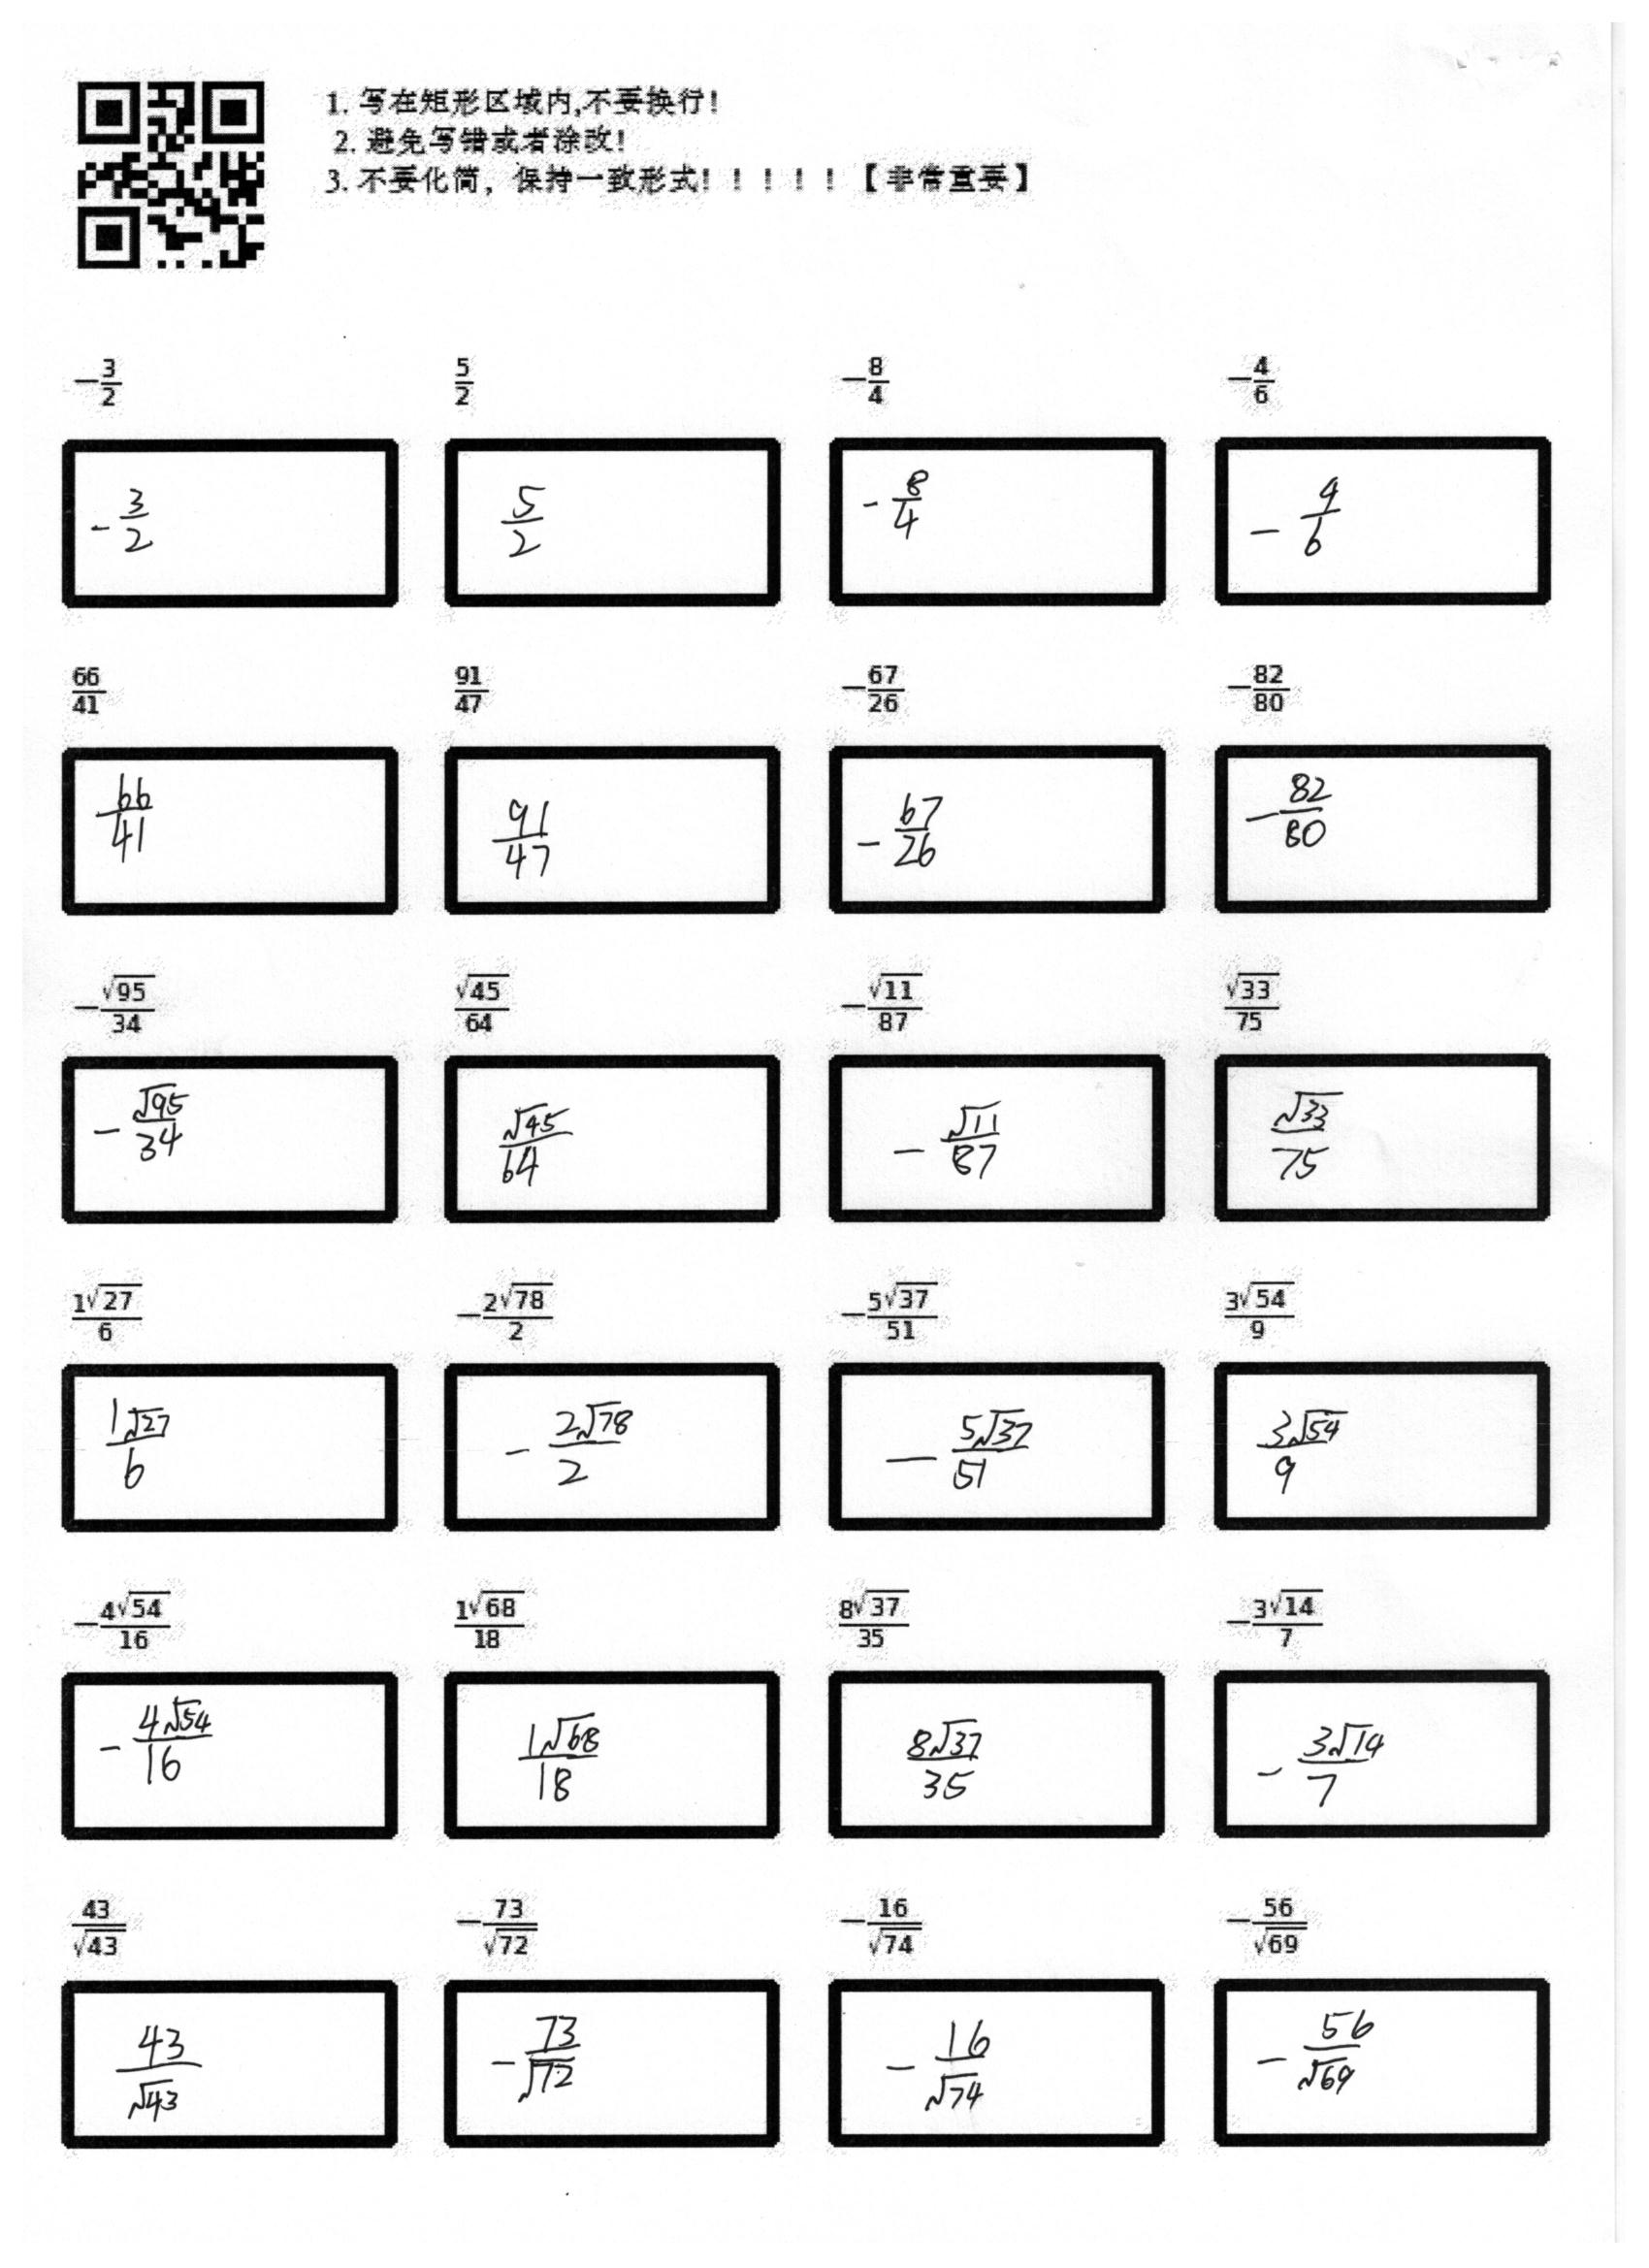 1. 写在矩形区域内,不要换行!
2. 避免写错或者涂改!
3. 不要化简，保持一致形式!！！！！【非常重要】
-\frac{3}{2} \frac{5}{2} -\frac{8}{4} -\frac{4}{6}
-\frac{3}{2} \frac{5}{2} -\frac{8}{4} -\frac{4}{6}
\frac{66}{41} \frac{91}{47} -\frac{67}{26} -\frac{82}{80}
\frac{66}{41} \frac{91}{47} -\frac{67}{26} -\frac{82}{80}
-\frac{\sqrt{95}}{34} \frac{\sqrt{45}}{64} -\frac{\sqrt{11}}{87} \frac{\sqrt{33}}{75}
-\frac{\sqrt{95}}{34} \frac{\sqrt{45}}{64} -\frac{\sqrt{11}}{87} \frac{\sqrt{33}}{75}
\frac{1\sqrt{27}}{6} -\frac{2\sqrt{78}}{2} -\frac{5\sqrt{37}}{51} \frac{3\sqrt{54}}{9}
\frac{1\sqrt{27}}{6} -\frac{2\sqrt{78}}{2} -\frac{5\sqrt{37}}{51} \frac{3\sqrt{54}}{9}
-\frac{4\sqrt{54}}{16} \frac{1\sqrt{68}}{18} \frac{8\sqrt{37}}{35} -\frac{3\sqrt{14}}{7}
-\frac{4\sqrt{54}}{16} \frac{1\sqrt{68}}{18} \frac{8\sqrt{37}}{35} -\frac{3\sqrt{14}}{7}
\frac{43}{\sqrt{43}} -\frac{73}{\sqrt{72}} -\frac{16}{\sqrt{74}} -\frac{56}{\sqrt{69}}
\frac{43}{\sqrt{43}} -\frac{73}{\sqrt{72}} -\frac{16}{\sqrt{74}} -\frac{56}{\sqrt{69}}